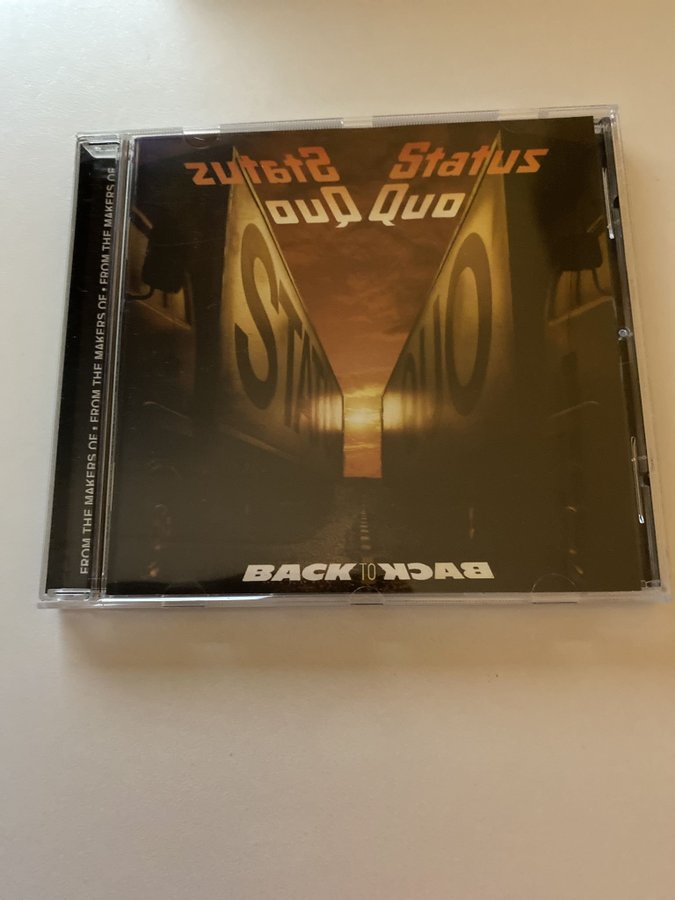 Status Status
Quo Quo
STATUS QUO
BACK TO BACK
FROM THE MAKERS OF • FROM THE MAKERS OF • FROM THE MAKERS OF